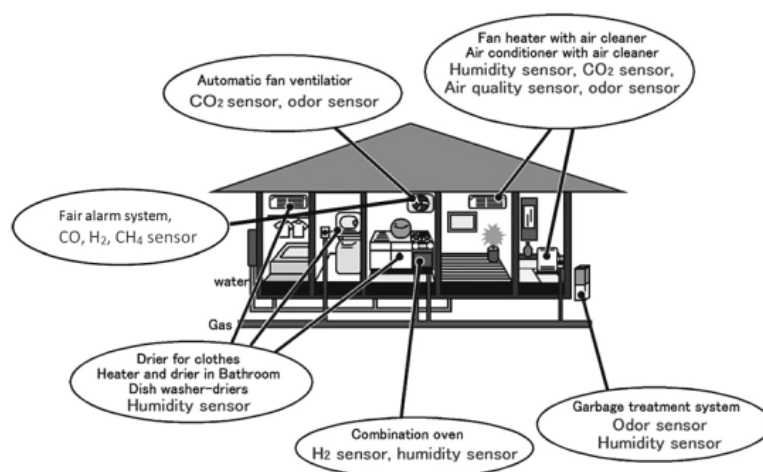 Fan heater with air cleaner
Air conditioner with air cleaner
Humidity sensor, CO2 sensor,
Air quality sensor, odor sensor
Automatic fan ventilatior
CO2 sensor, odor sensor
Fair alarm system,
CO, H2, CH4 sensor
water
Gas
Drier for clothes
Heater and drier in Bathroom
Dish washer-driers
Humidity sensor
Combination oven
H2 sensor, humidity sensor
Garbage treatment system
Odor sensor
Humidity sensor